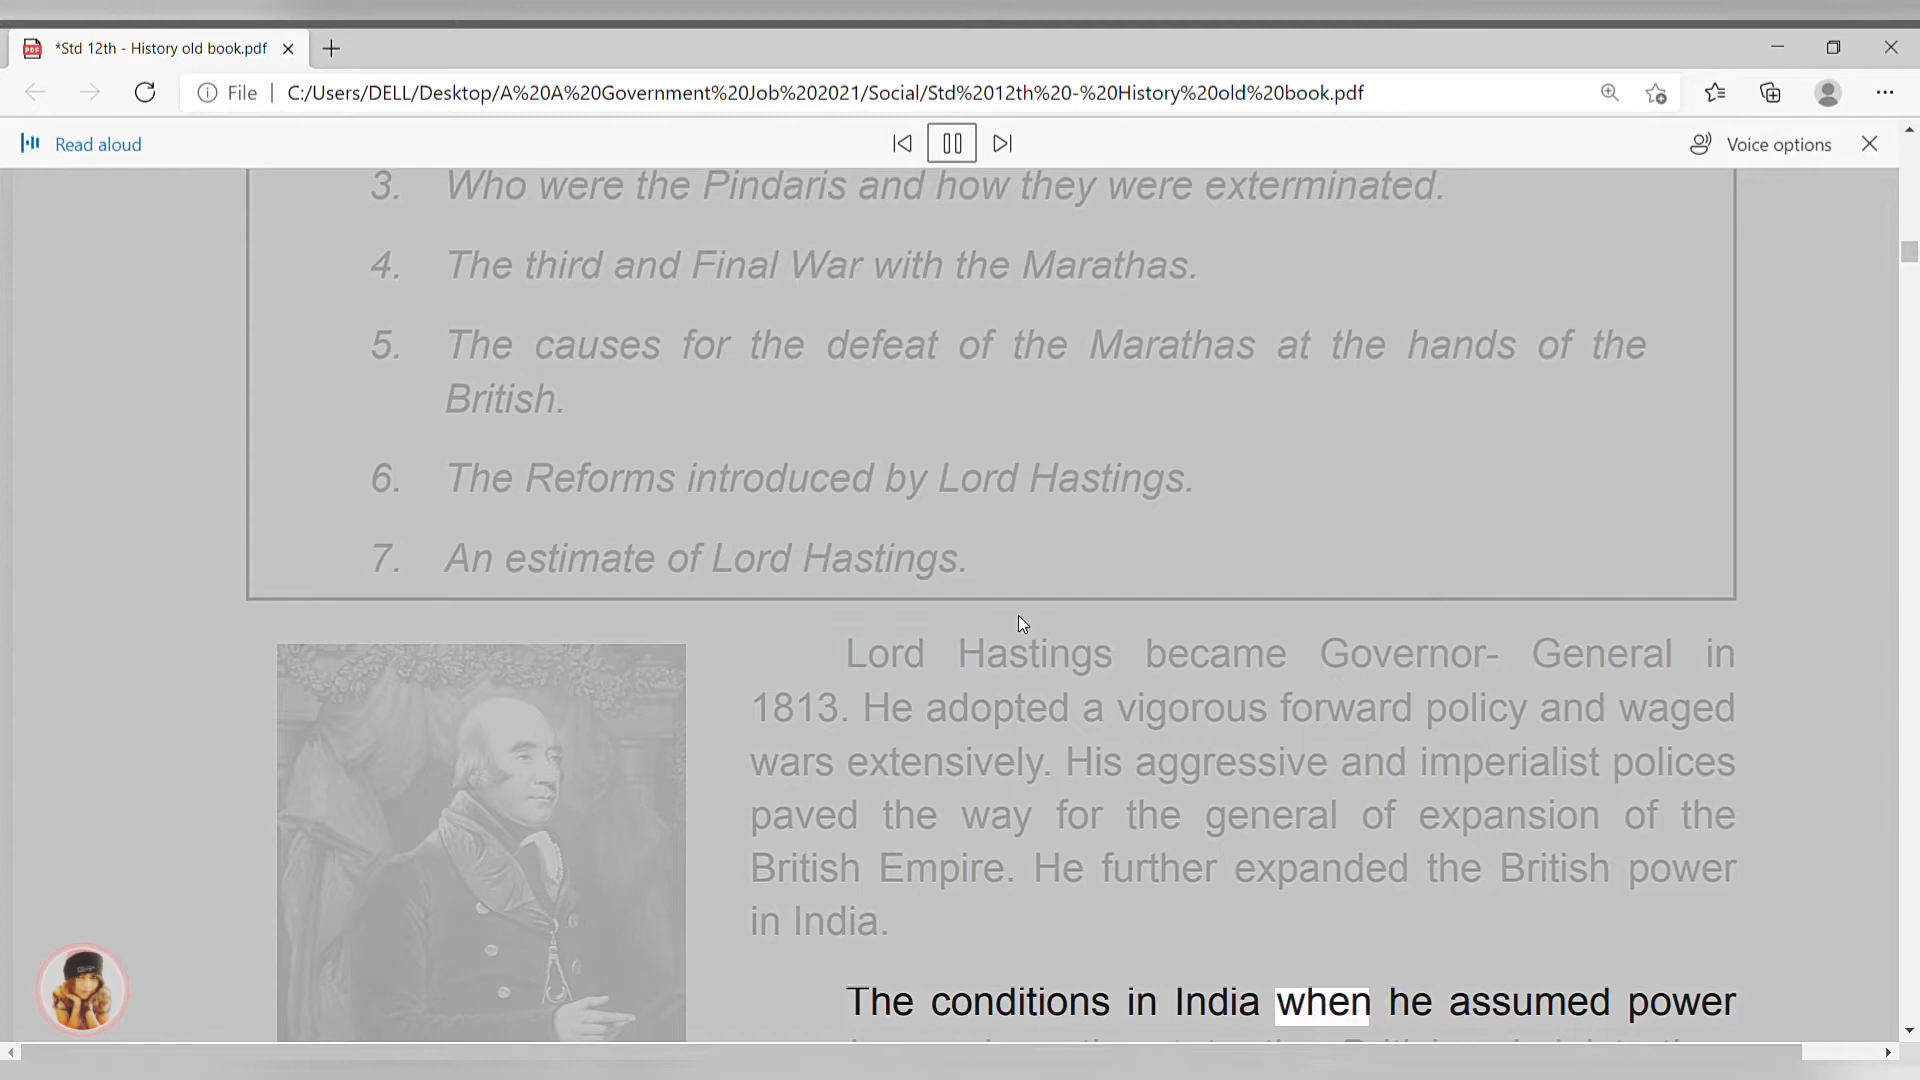 *Std 12th - History old book.pdf
File
C:/Users/DELL/Desktop/A%20A%20Government%20Job%202021/Social/Std%2012th%20-%20History%20old%20book.pdf
Read aloud
Voice options
3. Who were the Pindaris and how they were exterminated.
4. The third and Final War with the Marathas.
5. The causes for the defeat of the Marathas at the hands of the
British.
6. The Reforms introduced by Lord Hastings.
7. An estimate of Lord Hastings.
Lord Hastings became Governor- General in
1813. He adopted a vigorous forward policy and waged
wars extensively. His aggressive and imperialist polices
paved the way for the general of expansion of the
British Empire. He further expanded the British power
in India.
The conditions in India when he assumed power